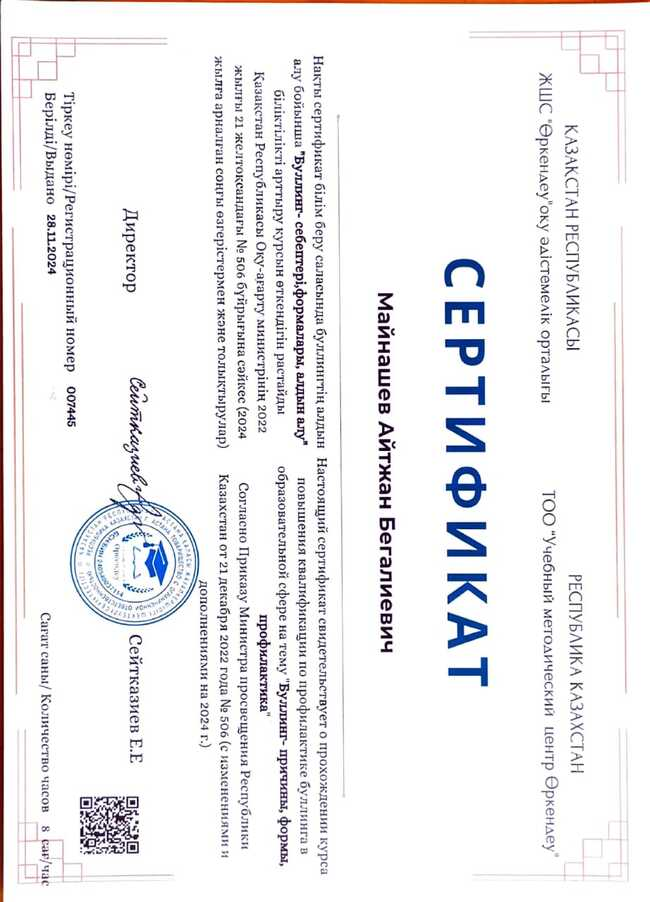 ҚАЗАҚСТАН РЕСПУБЛИКАСЫ
ЖШС "Өркендеу"оқу әдістемелік орталығы
РЕСПУБЛИКА КАЗАХСТАН
ТОО "Учебный методический центр Өркендеу"
СЕРТИФИКАТ
Майнашев Айтжан Бегалиевич
Нақты сертификат білім беру саласында буллингтің алдын
алу бойынша "Буллинг- себептері,формалары, алдын алу"
біліктілікті арттыру курсын өткендігін растайды
Қазақстан Республикасы Оқу-ағарту министрінің 2022
жылғы 21 желтоқсандағы № 506 бұйрығына сәйкес (2024
жылға арналған соңғы өзгерістермен және толықтырулар)
Настоящий сертификат свидетельствует о прохождении курса
повышения квалификации по профилактике буллинга в
образовательной сфере на тему "Буллинг- причины, формы,
профилактика"
Согласно Приказу Министра просвещения Республики
Казахстан от 21 декабря 2022 года № 506 (с изменениями и
дополнениями на 2024 г.)
Директор
Сейтказиев Е.Е
Тіркеу нөмірі/Регистрационный номер 007445
Берілді/Выдано 28.11.2024
Сағат саны/ Количество часов 8 сағ/час